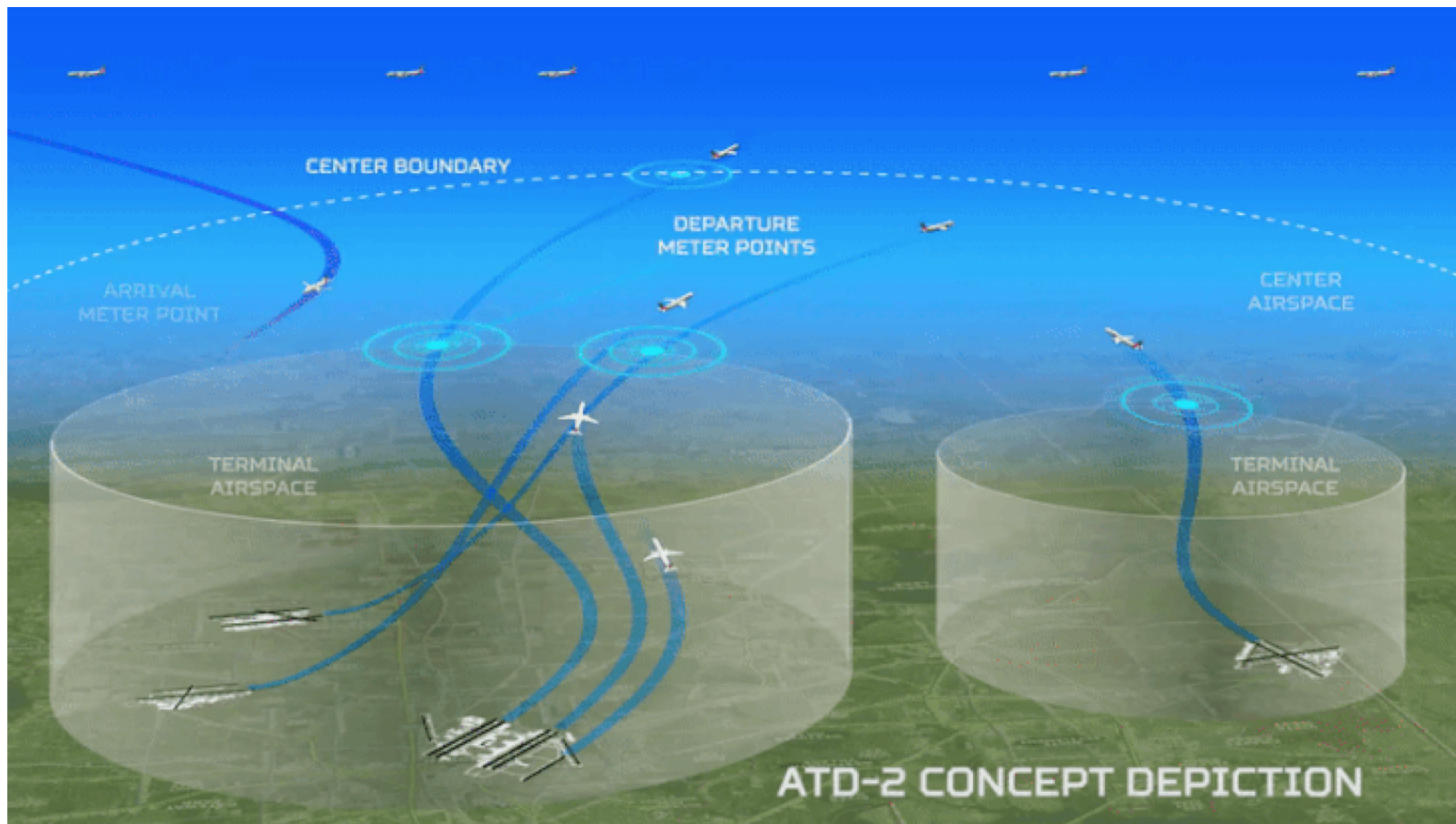 CENTER BOUNDARY
DEPARTURE
METER POINTS
ARRIVAL
METER POINT
CENTER
AIRSPACE
TERMINAL
AIRSPACE
TERMINAL
AIRSPACE
ATD-2 CONCEPT DEPICTION